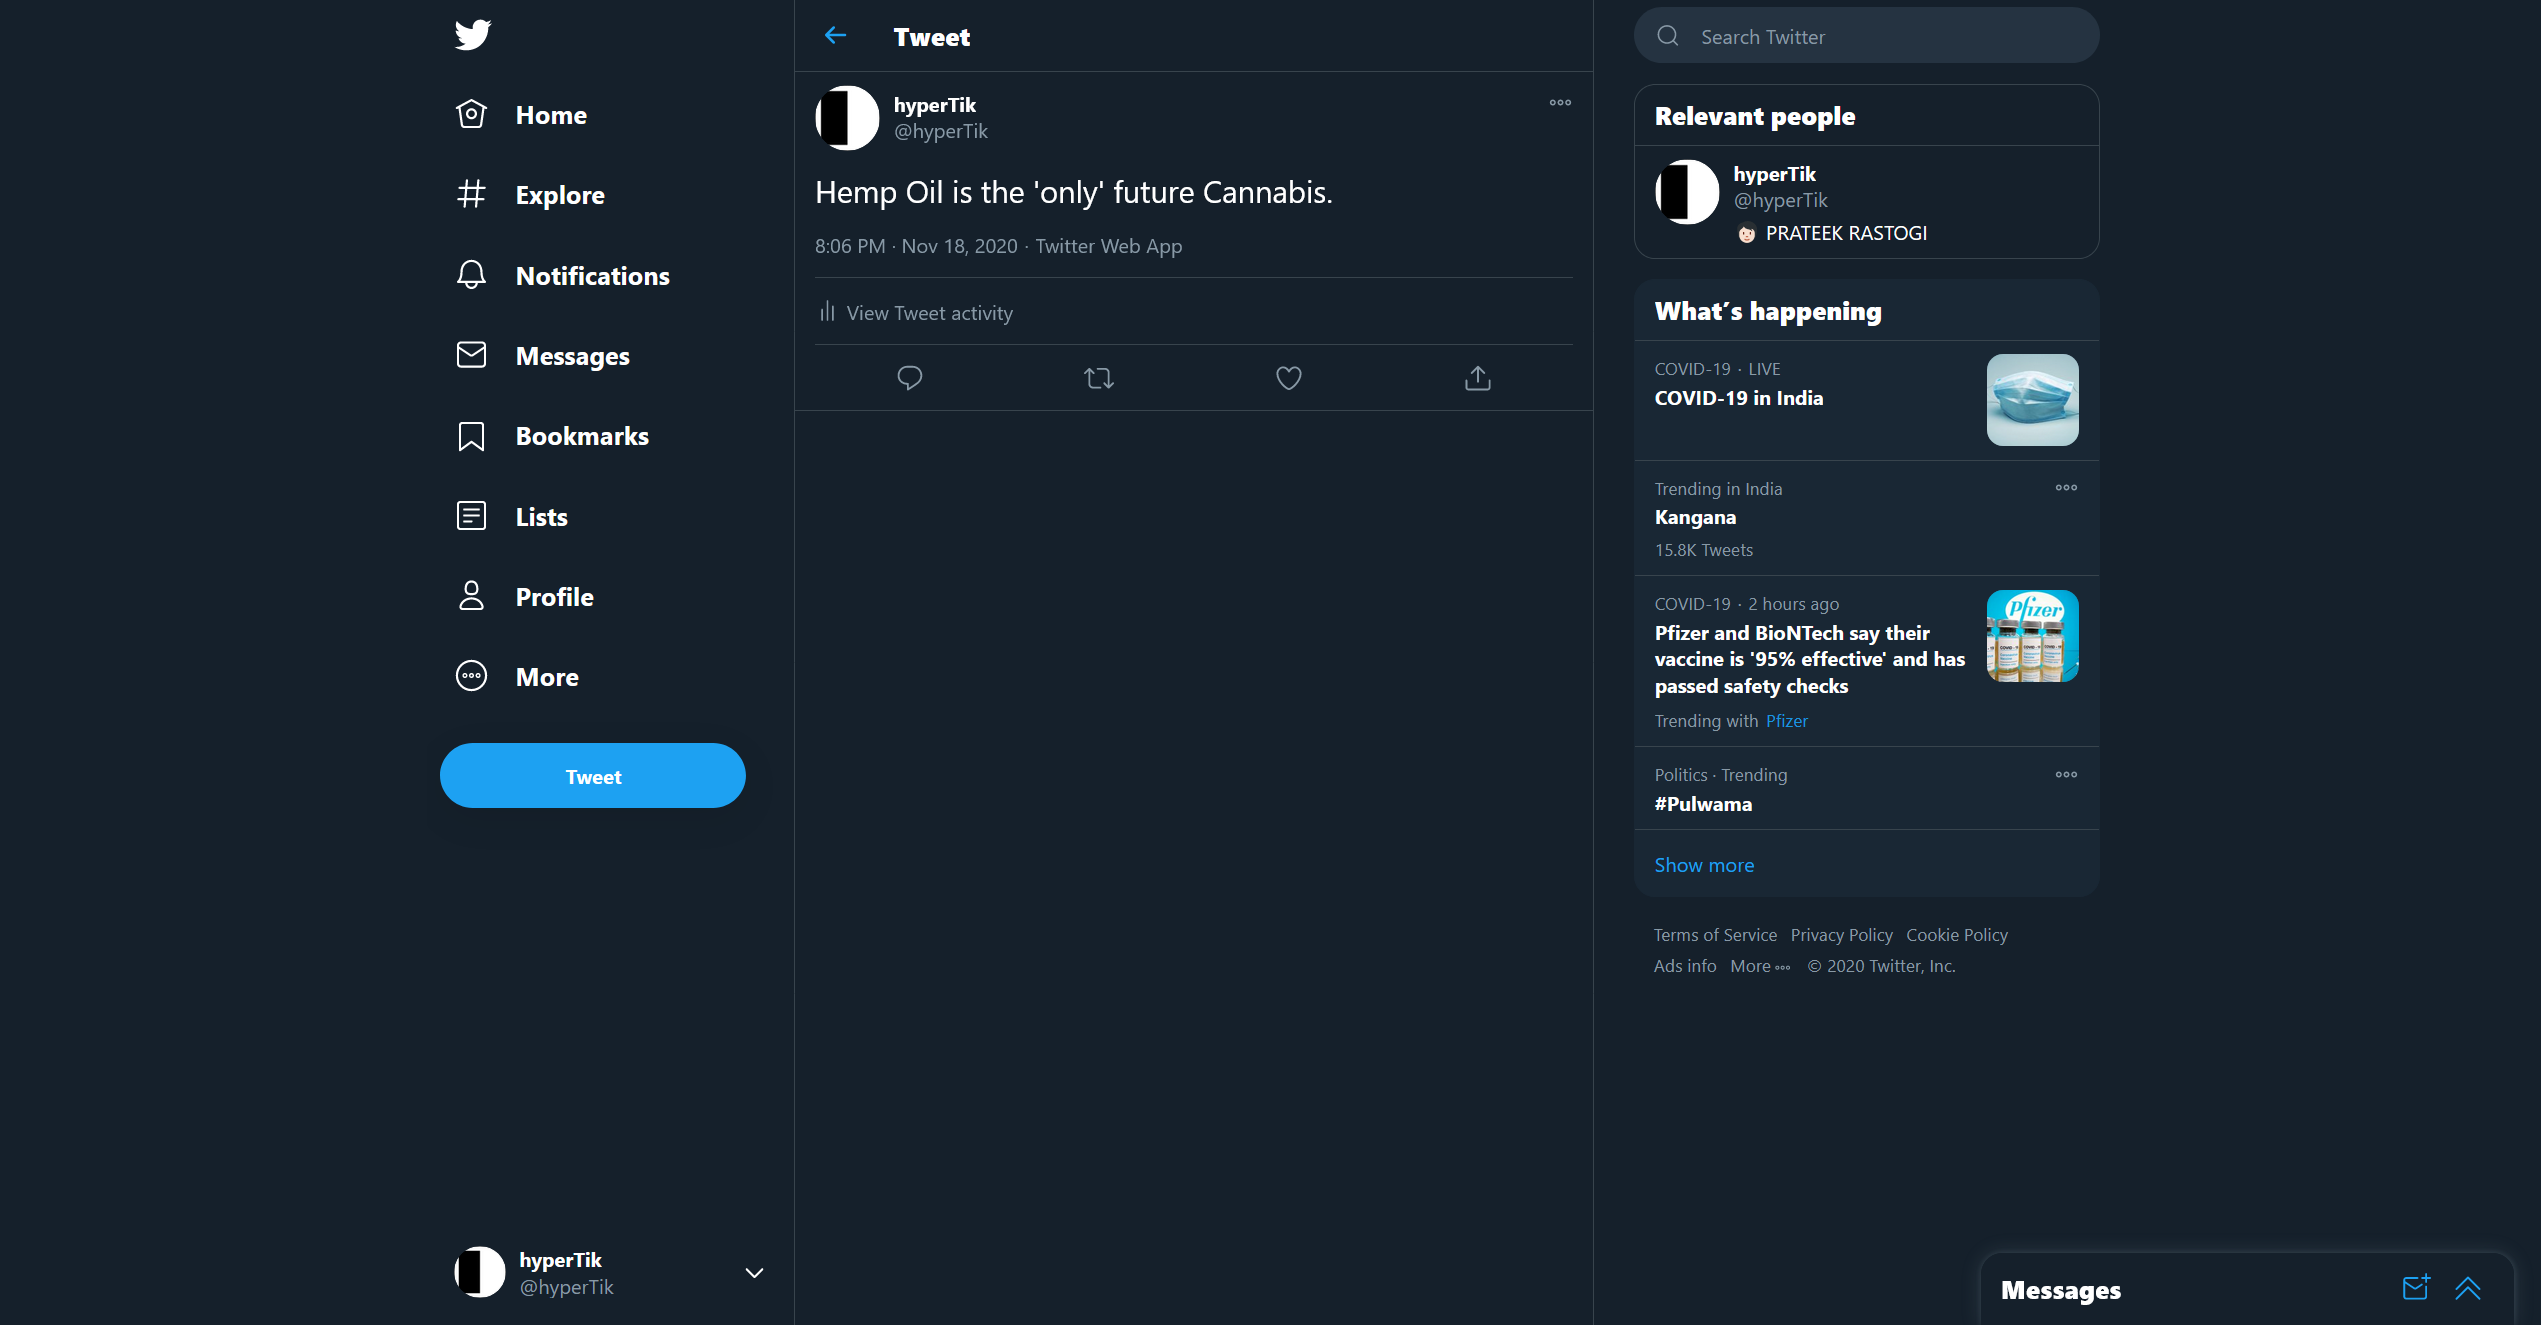 Home
Explore
Notifications
Messages
Bookmarks
Lists
Profile
More
Tweet
hyperTik
@hyperTik
Tweet
hyperTik
@hyperTik
Hemp Oil is the 'only' future Cannabis.
8:06 PM · Nov 18, 2020 · Twitter Web App
View Tweet activity
Search Twitter
Relevant people
hyperTik
@hyperTik
PRATEEK RASTOGI
What's happening
COVID-19 · LIVE
COVID-19 in India
Trending in India
Kangana
15.8K Tweets
COVID-19 · 2 hours ago
Pfizer and BioNTech say their
vaccine is '95% effective' and has
passed safety checks
Pfizer
Trending with Pfizer
Politics · Trending
#Pulwama
Show more
Terms of Service Privacy Policy Cookie Policy
Ads info More © 2020 Twitter, Inc.
Messages